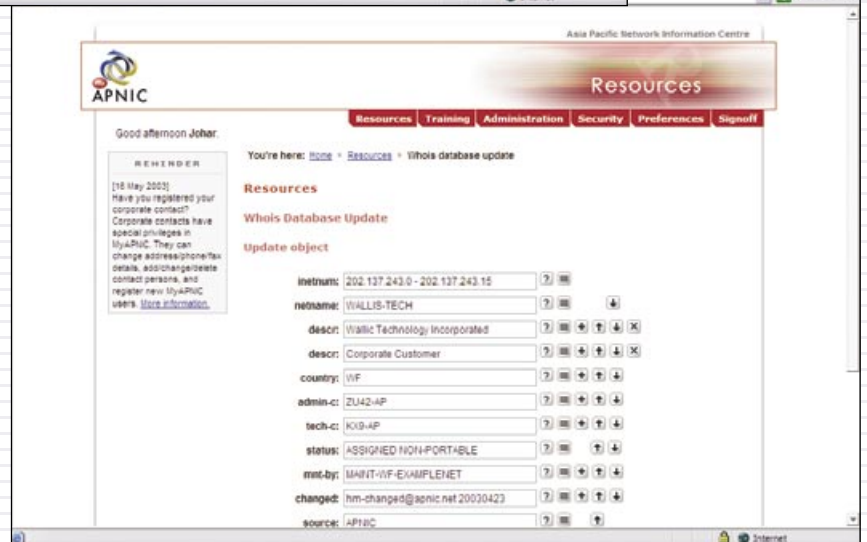 Asia Pacific Network Information Centre
APNIC
Resources
Resources Training Administration Security Preferences Signoff
Good afternoon Johar.
REMINDER
[16 May 2003]
Have you registered your
corporate contact?
Corporate contacts have
special privileges in
MyAPNIC. They can
change address/phone/fax
details, add/change/delete
contact persons, and
register new MyAPNIC
users. More information.
You're here: Home Resources Whois database update
Resources
Whois Database Update
Update object
inetnum: 202.137.243.0 - 202.137.243.15
netname: WALLIS-TECH
descr: Wallic Technology Incorporated
descr: Corporate Customer
country: WF
admin-c: ZU42-AP
tech-c: KX9-AP
status: ASSIGNED NON-PORTABLE
mnt-by: MAINT-WF-EXAMPLENET
changed: hm-changed@apnic.net 20030423
source: APNIC
Internet